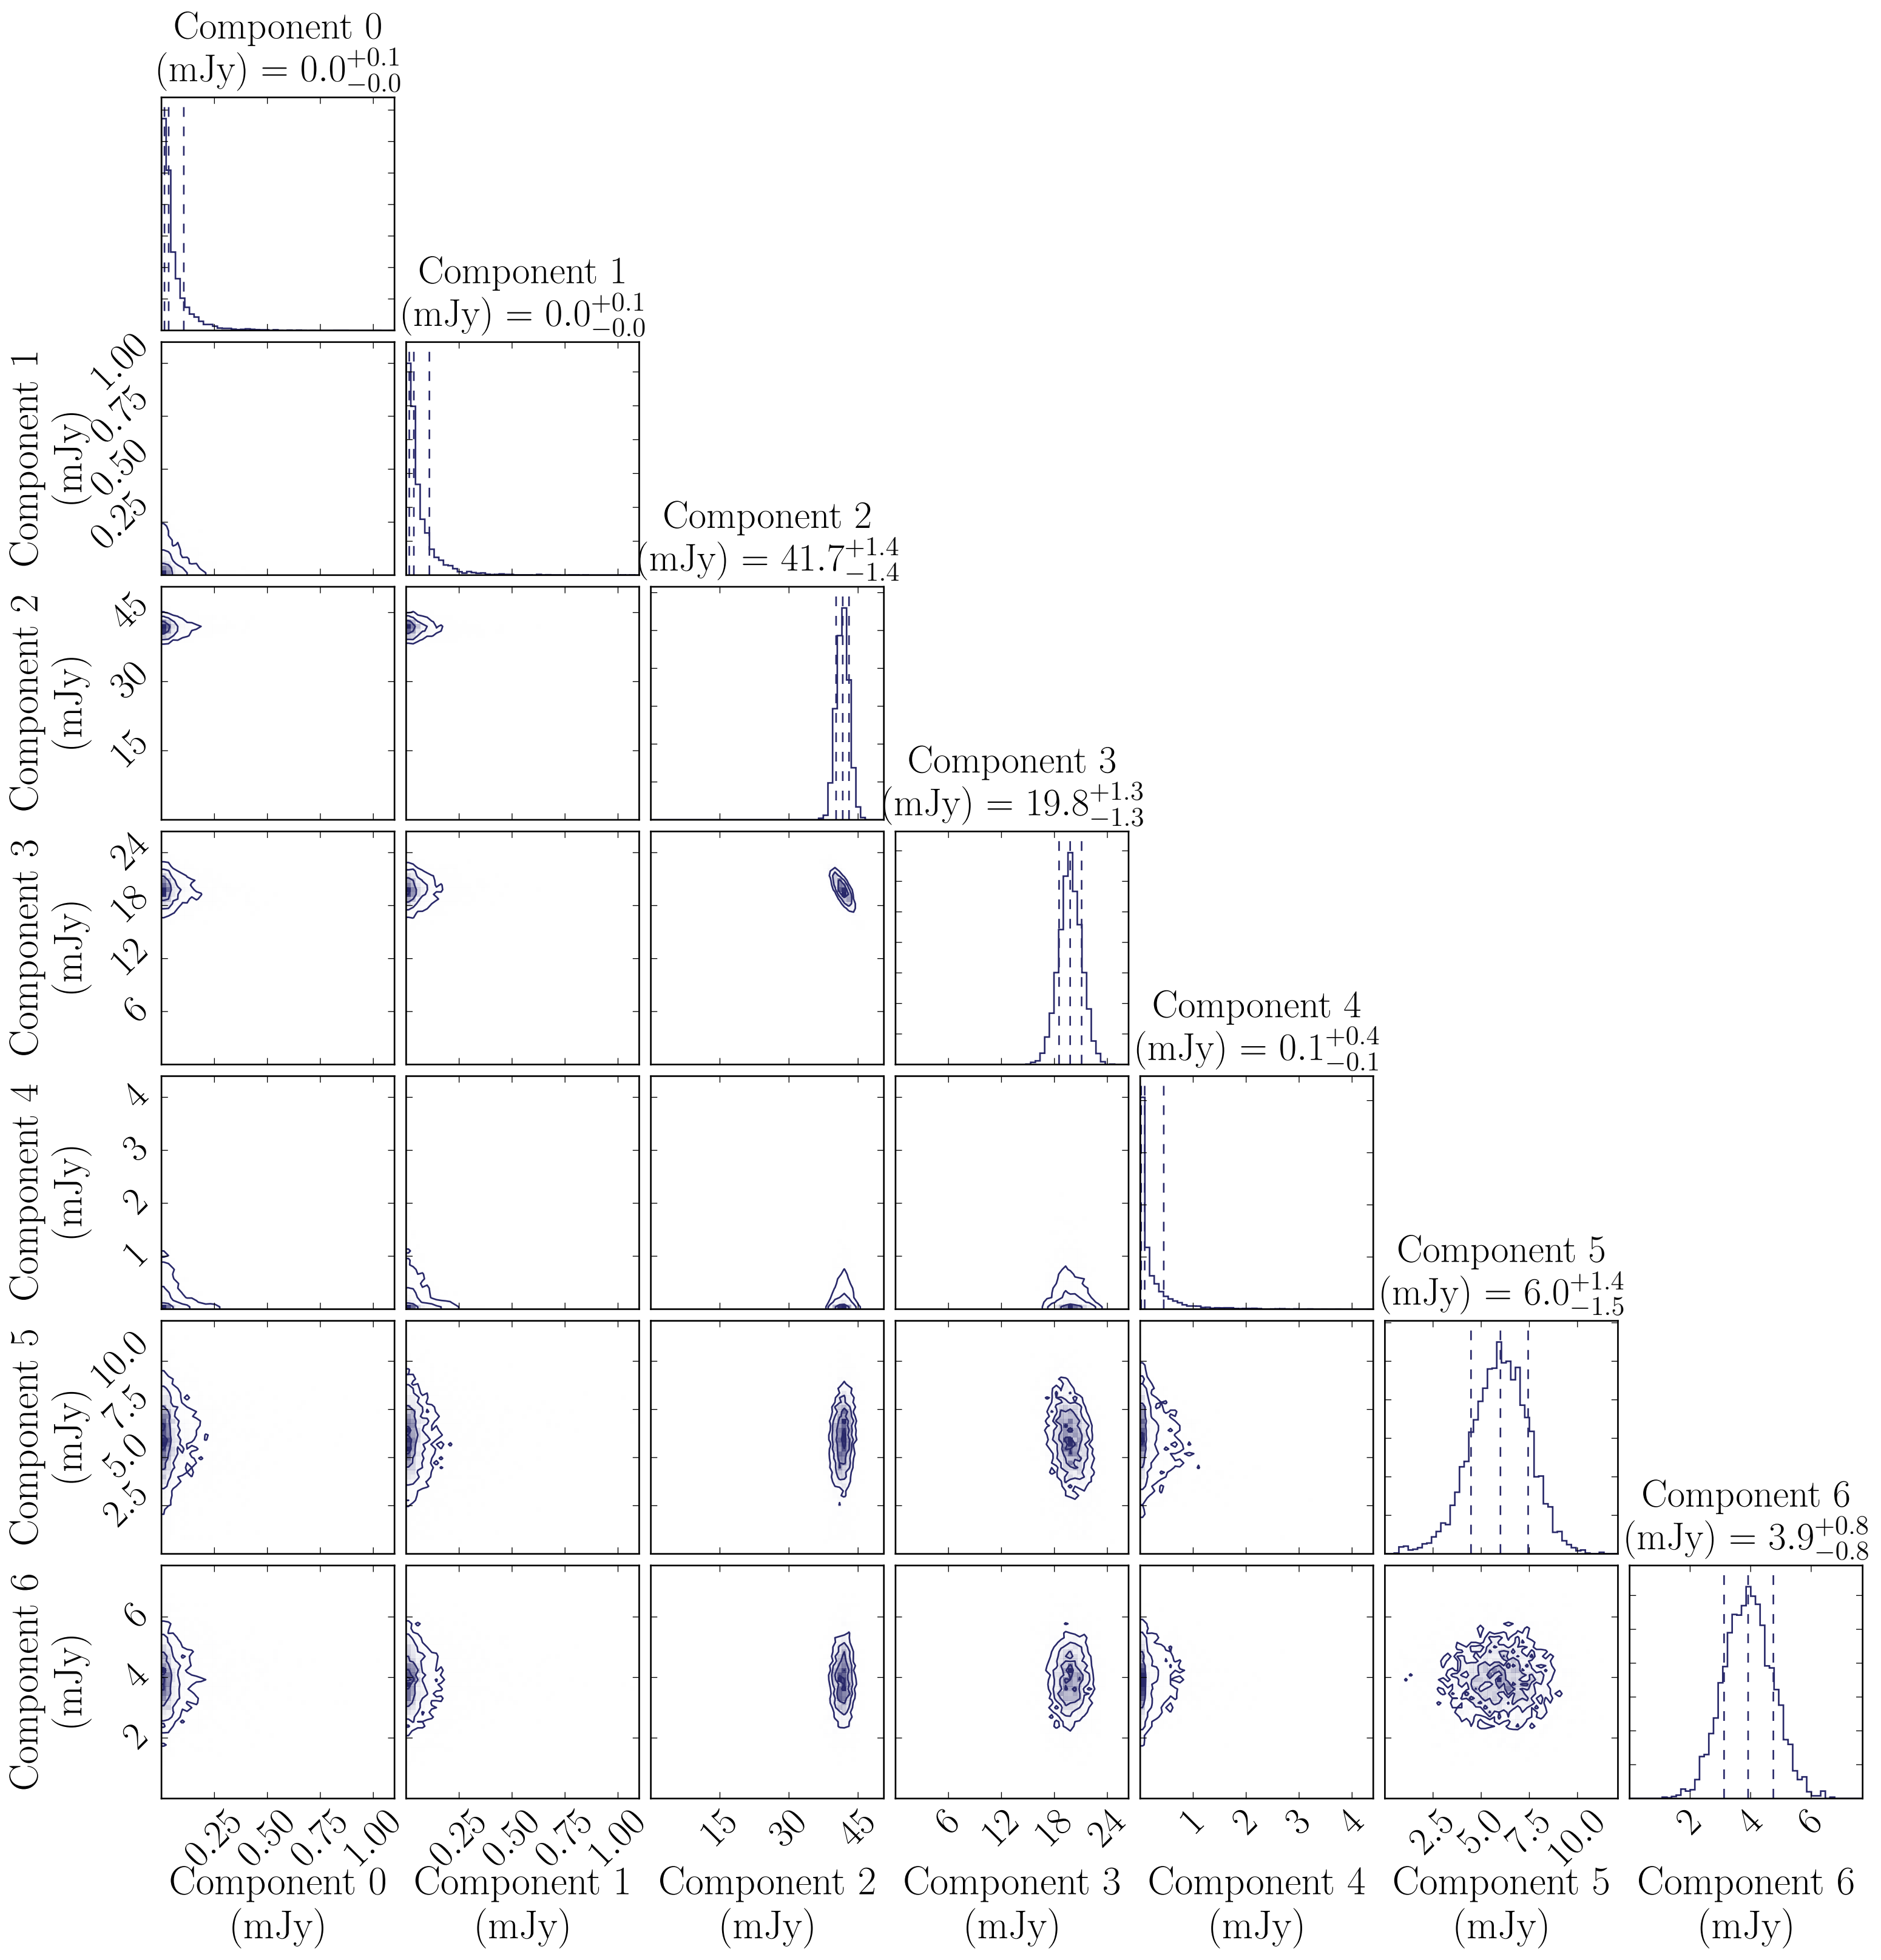 Component 0
(mJy) = 0.0+0.1−0.0
Component 1
(mJy) = 0.0+0.1−0.0
Component 1
(mJy)
1.00
0.75
0.50
0.25
Component 2
(mJy) = 41.7+1.4−1.4
Component 2
(mJy)
45
30
15
Component 3
(mJy) = 19.8+1.3−1.3
Component 3
(mJy)
24
18
12
6
Component 4
(mJy) = 0.1+0.4−0.1
Component 4
(mJy)
4
3
2
1
Component 5
(mJy) = 6.0+1.4−1.5
Component 5
(mJy)
10.0
7.5
5.0
2.5
Component 6
(mJy) = 3.9+0.8−0.8
Component 6
(mJy)
6
4
2
0.25 0.50 0.75 1.00 0.25 0.50 0.75 1.00 15 30 45 6 12 18 24 1 2 3 4 2.5 5.0 7.5 10.0 2 4 6
Component 0 Component 1 Component 2 Component 3 Component 4 Component 5 Component 6
(mJy) (mJy) (mJy) (mJy) (mJy) (mJy) (mJy)